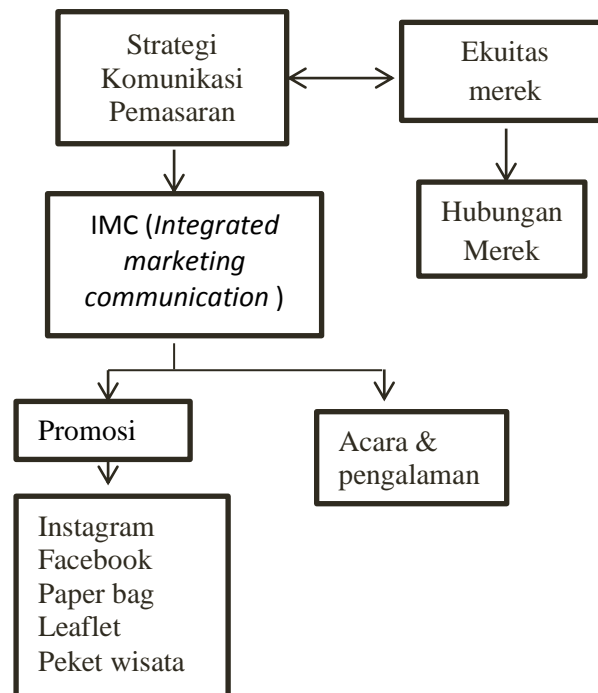 Strategi
Komunikasi
Pemasaran
Ekuitas
merek
IMC (Integrated
marketing
communication )
Hubungan
Merek
Promosi
Acara &
pengalaman
Instagram
Facebook
Paper bag
Leaflet
Peket wisata